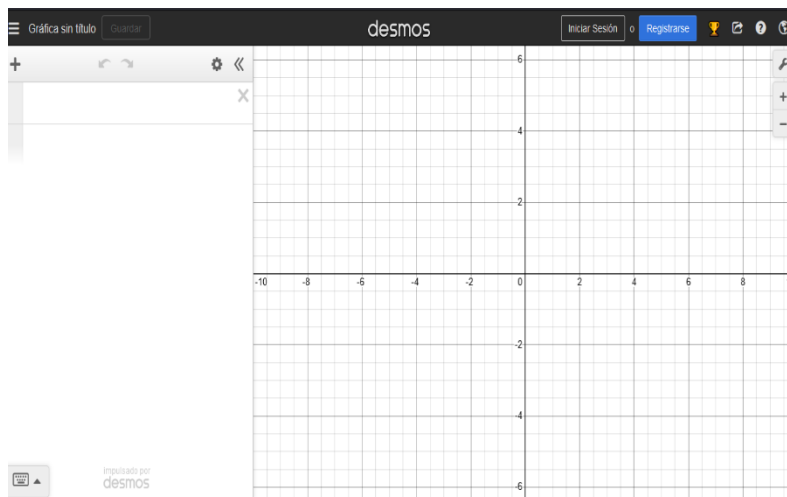 Gráfica sin título Guardar desmos Iniciar Sesión o Registrarse
6
4
2
-10 -8 -6 -4 -2 0 2 4 6 8
-2
-4
-6
impulsado por
desmos